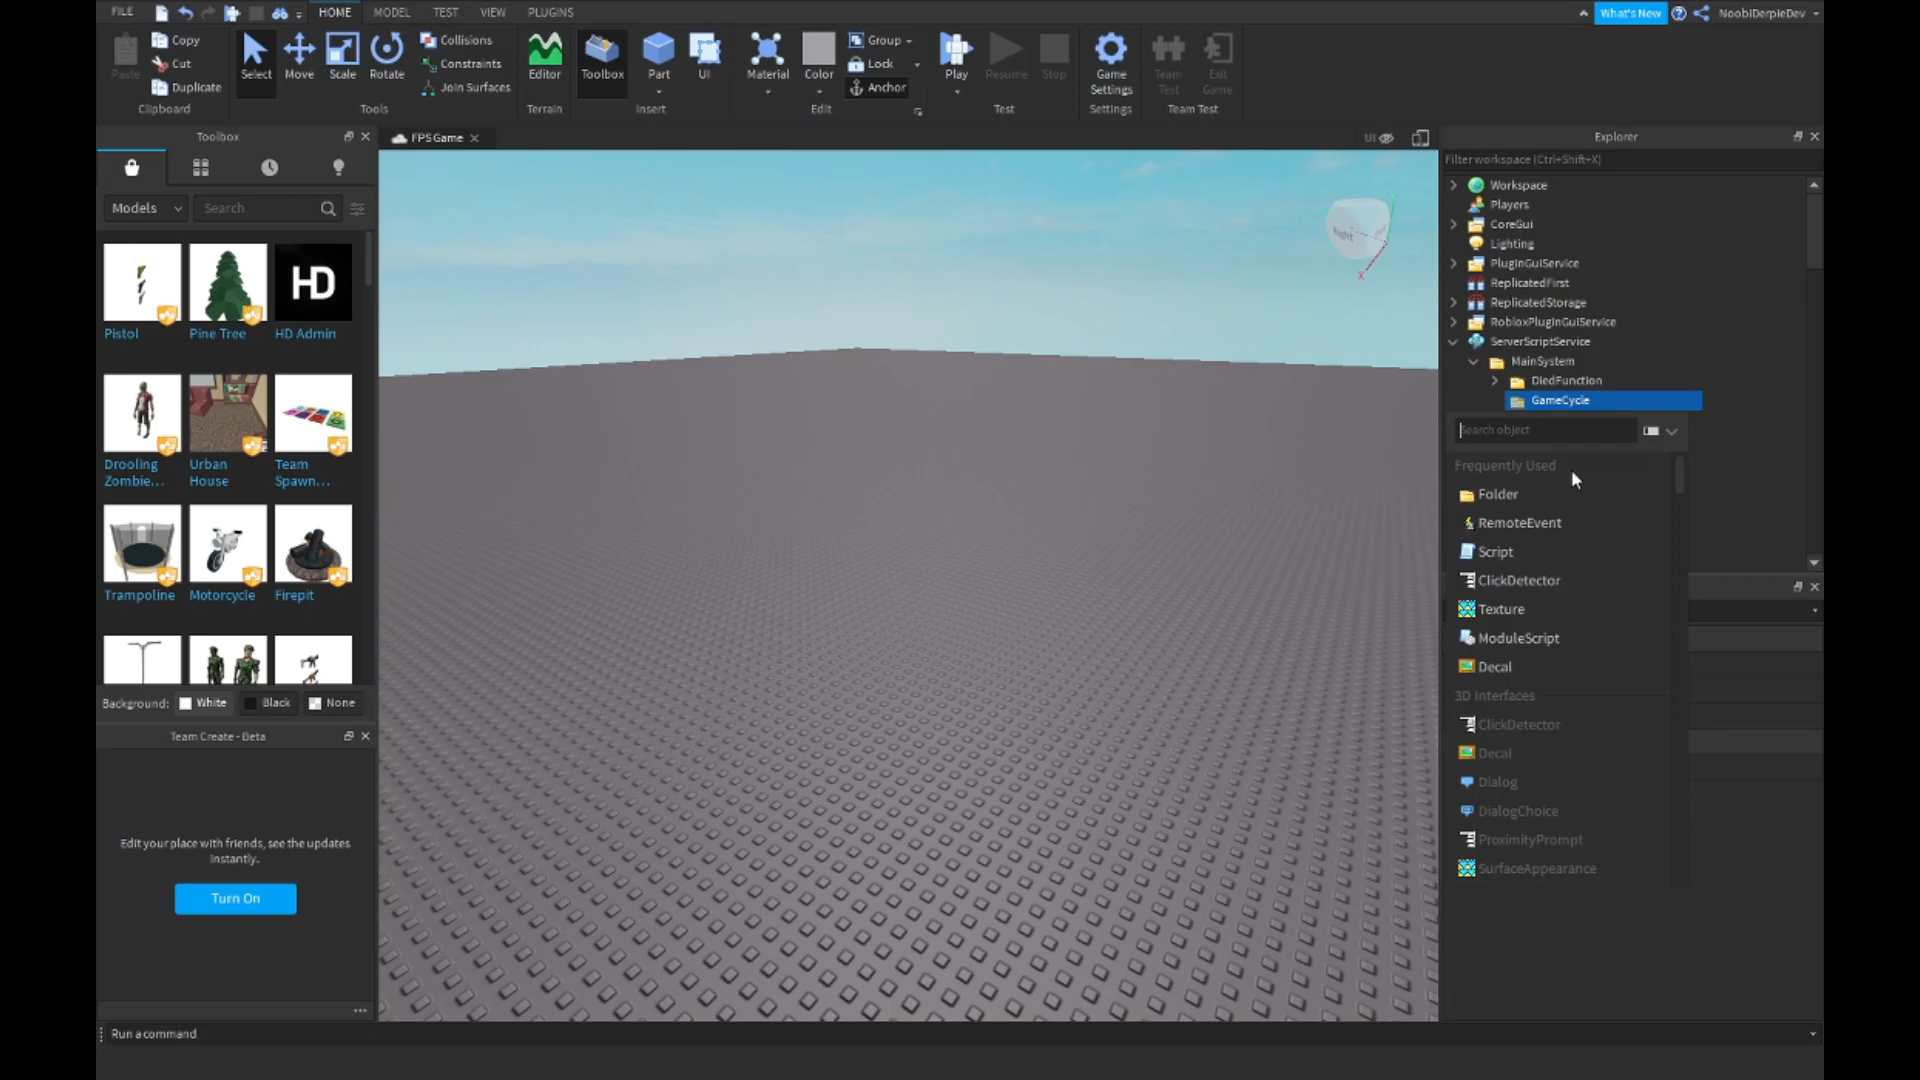 FILE
HOME
MODEL
TEST
VIEW
PLUGINS
What's New
NoobiDerpieDev
Paste
Copy
Cut
Duplicate
Clipboard
Select
Move
Scale
Rotate
Collisions
Constraints
Join Surfaces
Tools
Editor
Terrain
Toolbox
Part
UI
Insert
Material
Color
Group
Lock
Anchor
Edit
Play
Resume
Stop
Test
Game
Settings
Settings
Team
Test
Exit
Game
Team Test
Toolbox
Models
Search
Pistol
Pine Tree
HD
HD Admin
Drooling
Zombie...
Urban
House
Team
Spawn...
Trampoline
Motorcycle
Firepit
Background:
White
Black
None
Team Create - Beta
Edit your place with friends, see the updates
instantly.
Turn On
FPS Game
UI
Right
X
Explorer
Filter workspace (Ctrl+Shift+X)
Workspace
Players
CoreGui
Lighting
PluginGuiService
ReplicatedFirst
ReplicatedStorage
RobloxPluginGuiService
ServerScriptService
MainSystem
DiedFunction
GameCycle
Search object
Frequently Used
Folder
RemoteEvent
Script
ClickDetector
Texture
ModuleScript
Decal
3D Interfaces
ClickDetector
Decal
Dialog
DialogChoice
ProximityPrompt
SurfaceAppearance
Run a command